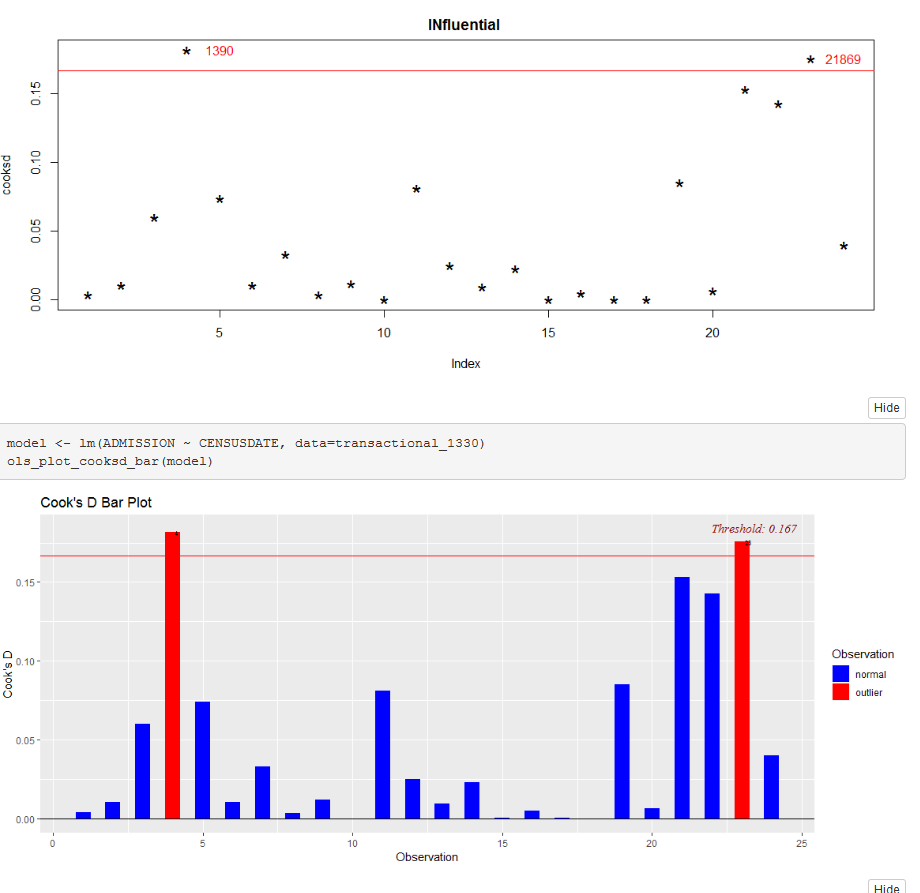 INfluential
1390
21869
cooksd
0.15
0.10
0.05
0.00
5
10
15
20
Index
Hide
model <- lm(ADMISSION ~ CENSUSDATE, data=transactional_1330)
ols_plot_cooksd_bar(model)
Cook's D Bar Plot
Threshold: 0.167
Cook's D
0.15
0.10
0.05
0.00
0
5
10
15
20
25
Observation
Observation
normal
outlier
Hide